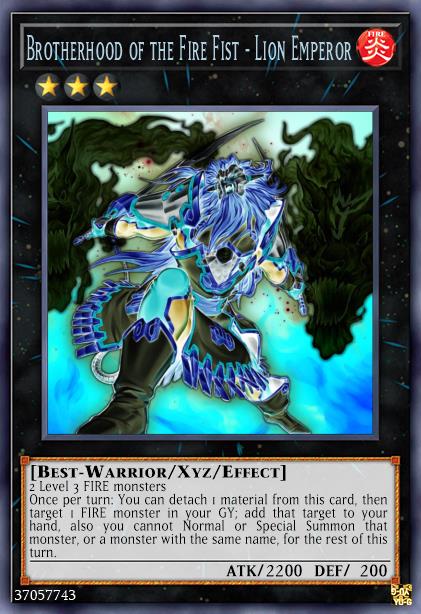 BROTHERHOOD OF THE FIRE FIST - LION EMPEROR
FIRE
炎
[BEST-WARRIOR/XYZ/EFFECT]
2 Level 3 FIRE monsters
Once per turn: You can detach 1 material from this card, then
target 1 FIRE monster in your GY; add that target to your
hand, also you cannot Normal or Special Summon that
monster, or a monster with the same name, for the rest of this
turn.
ATK/2200 DEF/ 200
37057743